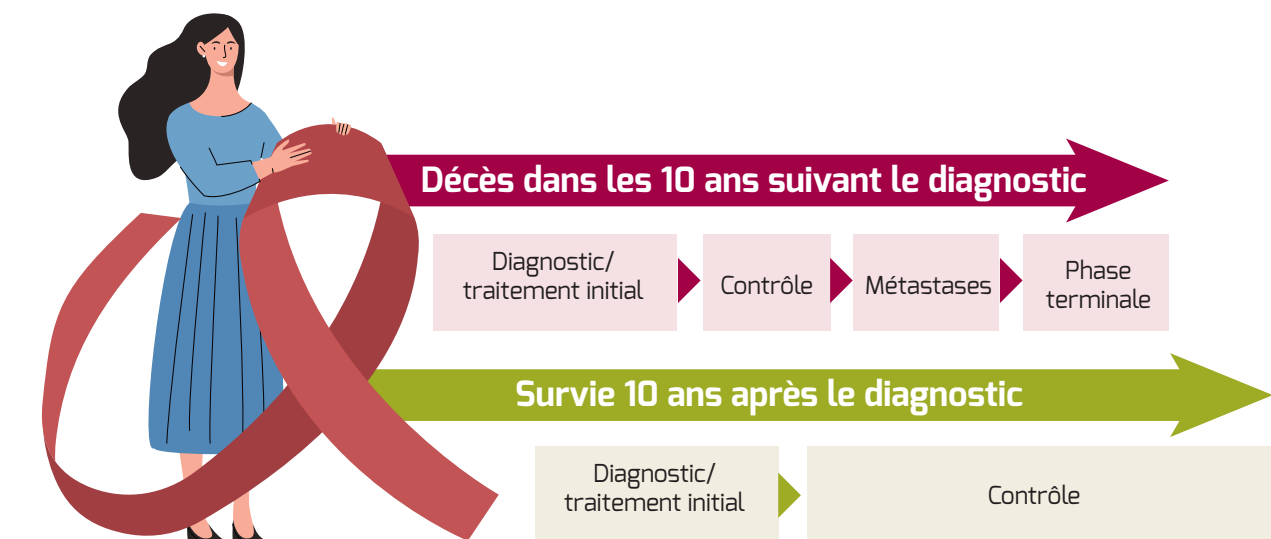 Décès dans les 10 ans suivant le diagnostic
Diagnostic/
traitement initial
Contrôle
Métastases
Phase
terminale
Survie 10 ans après le diagnostic
Diagnostic/
traitement initial
Contrôle